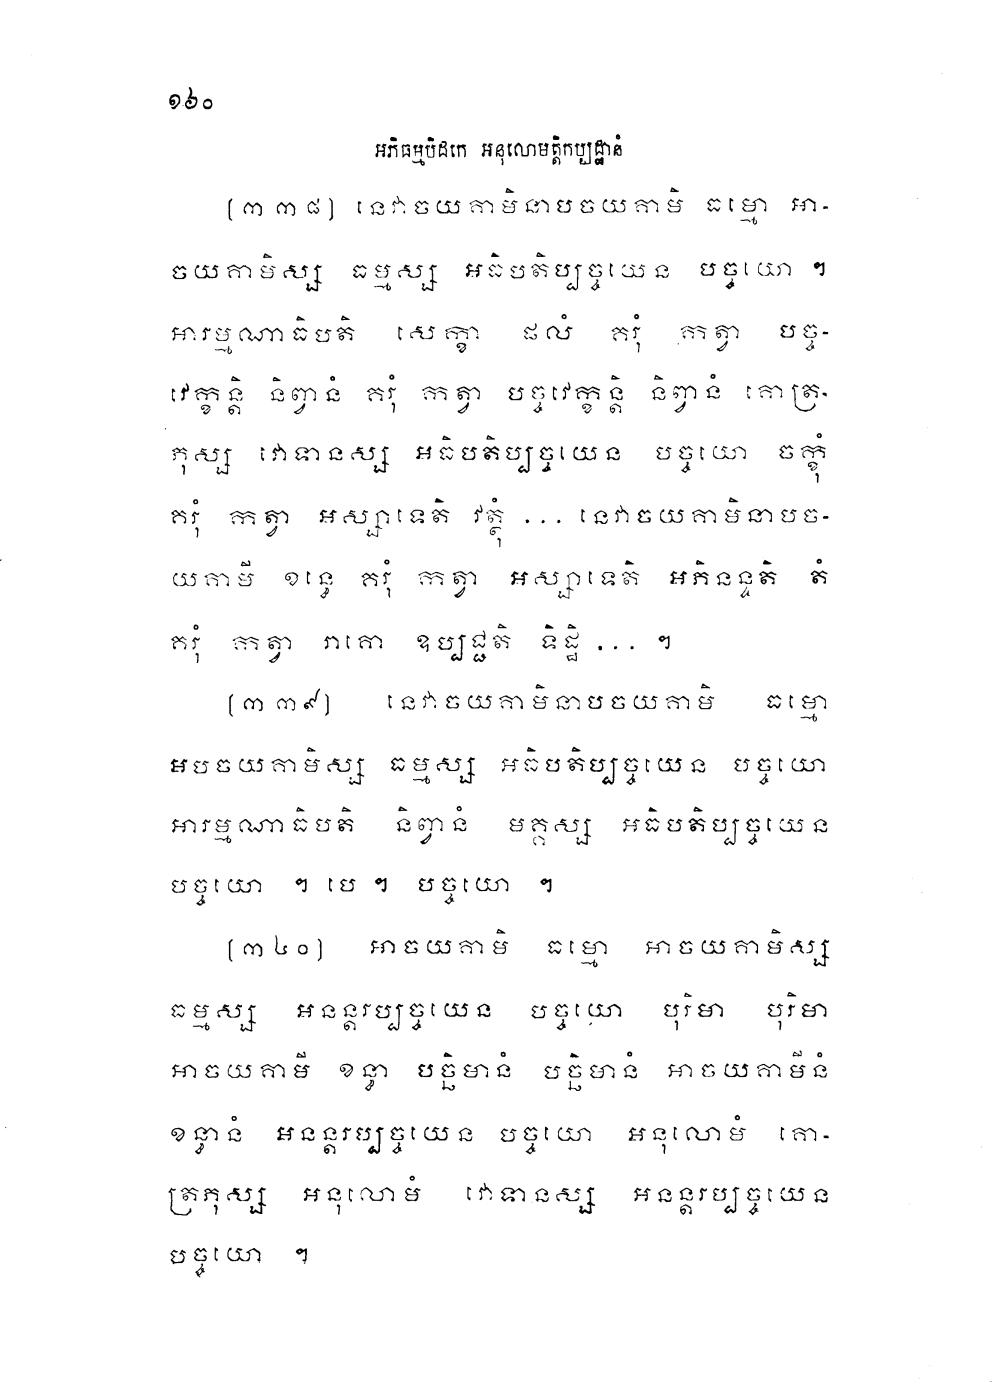 ១៦០
អភិធម្មបិដកេ អនុលោមត្តិកប្បដ្ឋានំ
(៣៣៨) នេវាចយគាមិនាបចយគាមិ ធម្មោ អា-
ចយគាមិស្ស ធម្មស្ស អធិបតិប្បច្ចយេន បច្ចយោ ។
អារម្មណាធិបតិ សេក្ខា ផលំ គរុំ កត្វា បច្ច-
វេក្ខន្តិ និព្វានំ គរុំ កត្វា បច្ចវេក្ខន្តិ និព្វានំ គោត្រ-
ភុស្ស វោទានស្ស អធិបតិប្បច្ចយេន បច្ចយោ ចក្ខុំ
គរុំ កត្វា អស្សាទេតិ វត្ថុំ ... នេវាចយគាមិនាបច-
យគាមី ខន្ធេ គរុំ កត្វា អស្សាទេតិ អភិនន្ទតិ តំ
គរុំ កត្វា រាគោ ឧប្បជ្ជតិ ទិដ្ឋិ ... ។
(៣៣៩) នេវាចយគាមិនាបចយគាមិ ធម្មោ
អបចយគាមិស្ស ធម្មស្ស អធិបតិប្បច្ចយេន បច្ចយោ
អារម្មណាធិបតិ និព្វានំ មគ្គស្ស អធិបតិប្បច្ចយេន
បច្ចយោ ។ បេ ។ បច្ចយោ ។
(៣៤០) អាចយគាមិ ធម្មោ អាចយគាមិស្ស
ធម្មស្ស អនន្តរប្បច្ចយេន បច្ចយោ បុរិមា បុរិមា
អាចយគាមី ខន្ធា បច្ឆិមានំ បច្ឆិមានំ អាចយគាមីនំ
ខន្ធានំ អនន្តរប្បច្ចយេន បច្ចយោ អនុលោមំ គោ-
ត្រភុស្ស អនុលោមំ វោទានស្ស អនន្តរប្បច្ចយេន
បច្ចយោ ។